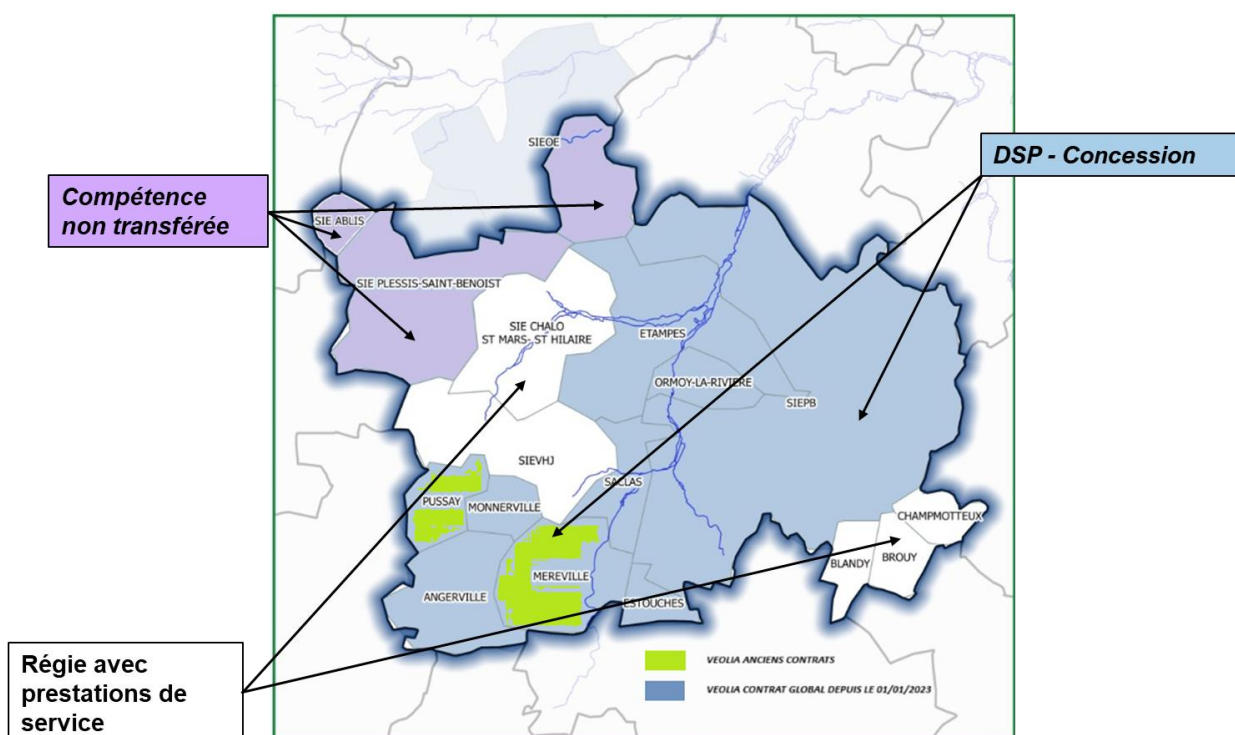 SIEOE
DSP - Concession
Compétence
non transférée
SIE ABLIS
SIE PLESSIS-SAINT-BENOIST
SIE CHALO
ST MARS- ST HILAIRE
ETAMPES
ORMOY-LA-RIVIERE
SIEPB
SIEVHJ
SACLAS
PUSSAY
MONNERVILLE
CHAMPMOTTEUX
BROUY
BLANDY
MEREVILLE
ANGERVILLE
ESTOUCHES
Régie avec
prestations de
service
VEOLIA ANCIENS CONTRATS
VEOLIA CONTRAT GLOBAL DEPUIS LE 01/01/2023